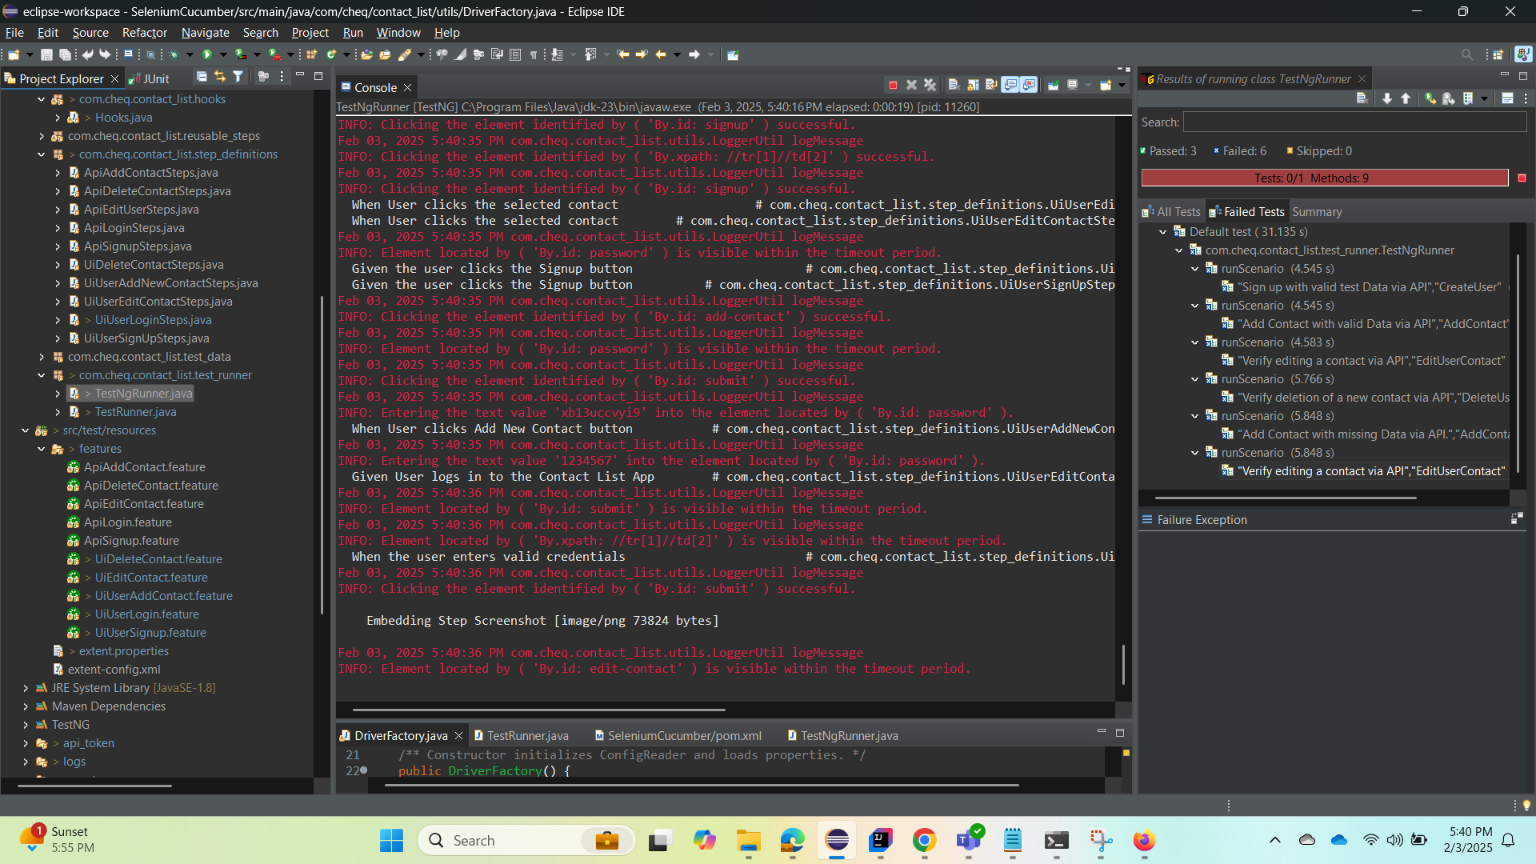 eclipse-workspace - SeleniumCucumber/src/main/java/com/cheq/contact_list/utils/DriverFactory.java - Eclipse IDE
File Edit Source Refactor Navigate Search Project Run Window Help
Project Explorer
JUnit
com.cheq.contact_list.hooks
> Hooks.java
com.cheq.contact_list.reusable_steps
> com.cheq.contact_list.step_definitions
ApiAddContactSteps.java
ApiDeleteContactSteps.java
ApiEditUserSteps.java
ApiLoginSteps.java
ApiSignupSteps.java
UiDeleteContactSteps.java
UiUserAddNewContactSteps.java
UiUserEditContactSteps.java
> UiUserLoginSteps.java
UiUserSignUpSteps.java
com.cheq.contact_list.test_data
> com.cheq.contact_list.test_runner
> TestNgRunner.java
> TestRunner.java
> src/test/resources
> features
ApiAddContact.feature
ApiDeleteContact.feature
ApiEditContact.feature
ApiLogin.feature
ApiSignup.feature
> UiDeleteContact.feature
> UiEditContact.feature
> UiUserAddContact.feature
> UiUserLogin.feature
> UiUserSignup.feature
> extent.properties
extent-config.xml
JRE System Library [JavaSE-1.8]
Maven Dependencies
TestNG
> api_token
> logs
Console
TestNgRunner [TestNG] C:\Program Files\Java\jdk-23\bin\javaw.exe (Feb 3, 2025, 5:40:16 PM elapsed: 0:00:19) [pid: 11260]
INFO: Clicking the element identified by ( 'By.id: signup' ) successful.
Feb 03, 2025 5:40:35 PM com.cheq.contact_list.utils.LoggerUtil logMessage
INFO: Clicking the element identified by ( 'By.xpath: //tr[1]//td[2]' ) successful.
Feb 03, 2025 5:40:35 PM com.cheq.contact_list.utils.LoggerUtil logMessage
INFO: Clicking the element identified by ( 'By.id: signup' ) successful.
When User clicks the selected contact # com.cheq.contact_list.step_definitions.UiUserEdi
When User clicks the selected contact # com.cheq.contact_list.step_definitions.UiUserEditContactSte
Feb 03, 2025 5:40:35 PM com.cheq.contact_list.utils.LoggerUtil logMessage
INFO: Element located by ( 'By.id: password' ) is visible within the timeout period.
Given the user clicks the Signup button # com.cheq.contact_list.step_definitions.Ui
Given the user clicks the Signup button # com.cheq.contact_list.step_definitions.UiUserSignUpStep
Feb 03, 2025 5:40:35 PM com.cheq.contact_list.utils.LoggerUtil logMessage
INFO: Clicking the element identified by ( 'By.id: add-contact' ) successful.
Feb 03, 2025 5:40:35 PM com.cheq.contact_list.utils.LoggerUtil logMessage
INFO: Element located by ( 'By.id: password' ) is visible within the timeout period.
Feb 03, 2025 5:40:35 PM com.cheq.contact_list.utils.LoggerUtil logMessage
INFO: Clicking the element identified by ( 'By.id: submit' ) successful.
Feb 03, 2025 5:40:35 PM com.cheq.contact_list.utils.LoggerUtil logMessage
INFO: Entering the text value 'xb13uccvyi9' into the element located by ( 'By.id: password' ).
When User clicks Add New Contact button # com.cheq.contact_list.step_definitions.UiUserAddNewCon
Feb 03, 2025 5:40:35 PM com.cheq.contact_list.utils.LoggerUtil logMessage
INFO: Entering the text value '1234567' into the element located by ( 'By.id: password' ).
Given User logs in to the Contact List App # com.cheq.contact_list.step_definitions.UiUserEditConta
Feb 03, 2025 5:40:36 PM com.cheq.contact_list.utils.LoggerUtil logMessage
INFO: Element located by ( 'By.id: submit' ) is visible within the timeout period.
Feb 03, 2025 5:40:36 PM com.cheq.contact_list.utils.LoggerUtil logMessage
INFO: Element located by ( 'By.xpath: //tr[1]//td[2]' ) is visible within the timeout period.
When the user enters valid credentials # com.cheq.contact_list.step_definitions.Ui
Feb 03, 2025 5:40:36 PM com.cheq.contact_list.utils.LoggerUtil logMessage
INFO: Clicking the element identified by ( 'By.id: submit' ) successful.
Embedding Step Screenshot [image/png 73824 bytes]
Feb 03, 2025 5:40:36 PM com.cheq.contact_list.utils.LoggerUtil logMessage
INFO: Element located by ( 'By.id: edit-contact' ) is visible within the timeout period.
DriverFactory.java
TestRunner.java
SeleniumCucumber/pom.xml
TestNgRunner.java
21 /** Constructor initializes ConfigReader and loads properties. */
22 public DriverFactory() {
Results of running class TestNgRunner
Search:
Passed: 3 Failed: 6 Skipped: 0
Tests: 0/1 Methods: 9
All Tests Failed Tests Summary
Default test ( 31.135 s)
com.cheq.contact_list.test_runner.TestNgRunner
runScenario (4.545 s)
"Sign up with valid test Data via API","CreateUser" (
runScenario (4.545 s)
"Add Contact with valid Data via API","AddContact"
runScenario (4.583 s)
"Verify editing a contact via API","EditUserContact"
runScenario (5.766 s)
"Verify deletion of a new contact via API","DeleteUs
runScenario (5.848 s)
"Add Contact with missing Data via API.","AddConta
runScenario (5.848 s)
"Verify editing a contact via API","EditUserContact"
Failure Exception
1
Sunset
5:55 PM
Search
5:40 PM
2/3/2025